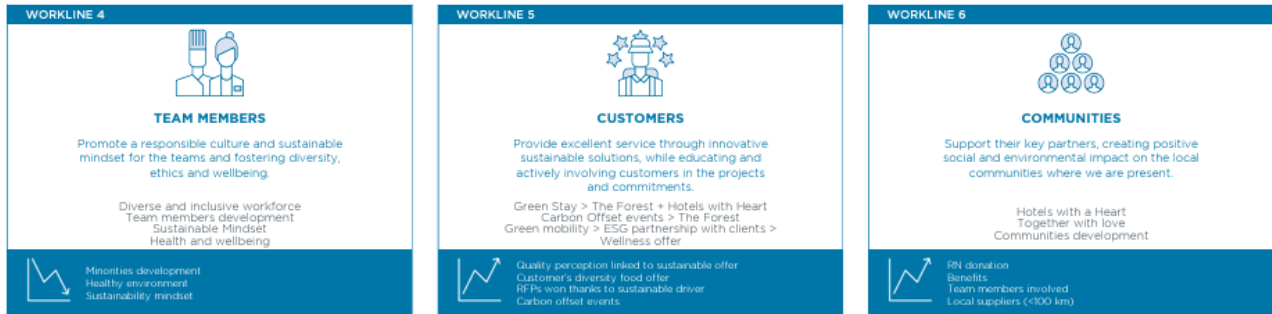 WORKLINE 4
TEAM MEMBERS
Promote a responsible culture and sustainable
mindset for the teams and fostering diversity,
ethics and wellbeing.
Diverse and inclusive workforce
Team members development
Sustainable Mindset
Health and wellbeing
Minorities development
Healthy environment
Sustainability mindset
WORKLINE 5
CUSTOMERS
Provide excellent service through innovative
sustainable solutions, while educating and
actively involving customers in the projects
and commitments.
Green Stay > The Forest + Hotels with Heart
Carbon Offset events > The Forest
Green mobility > ESG partnership with clients >
Wellness offer
Quality perception linked to sustainable offer
Customer's diversity food offer
RFPs won thanks to sustainable driver
Carbon offset events
WORKLINE 6
COMMUNITIES
Support their key partners, creating positive
social and environmental impact on the local
communities where we are present.
Hotels with a Heart
Together with love
Communities development
RN donation
Benefits
Team members involved
Local suppliers (<100 km)